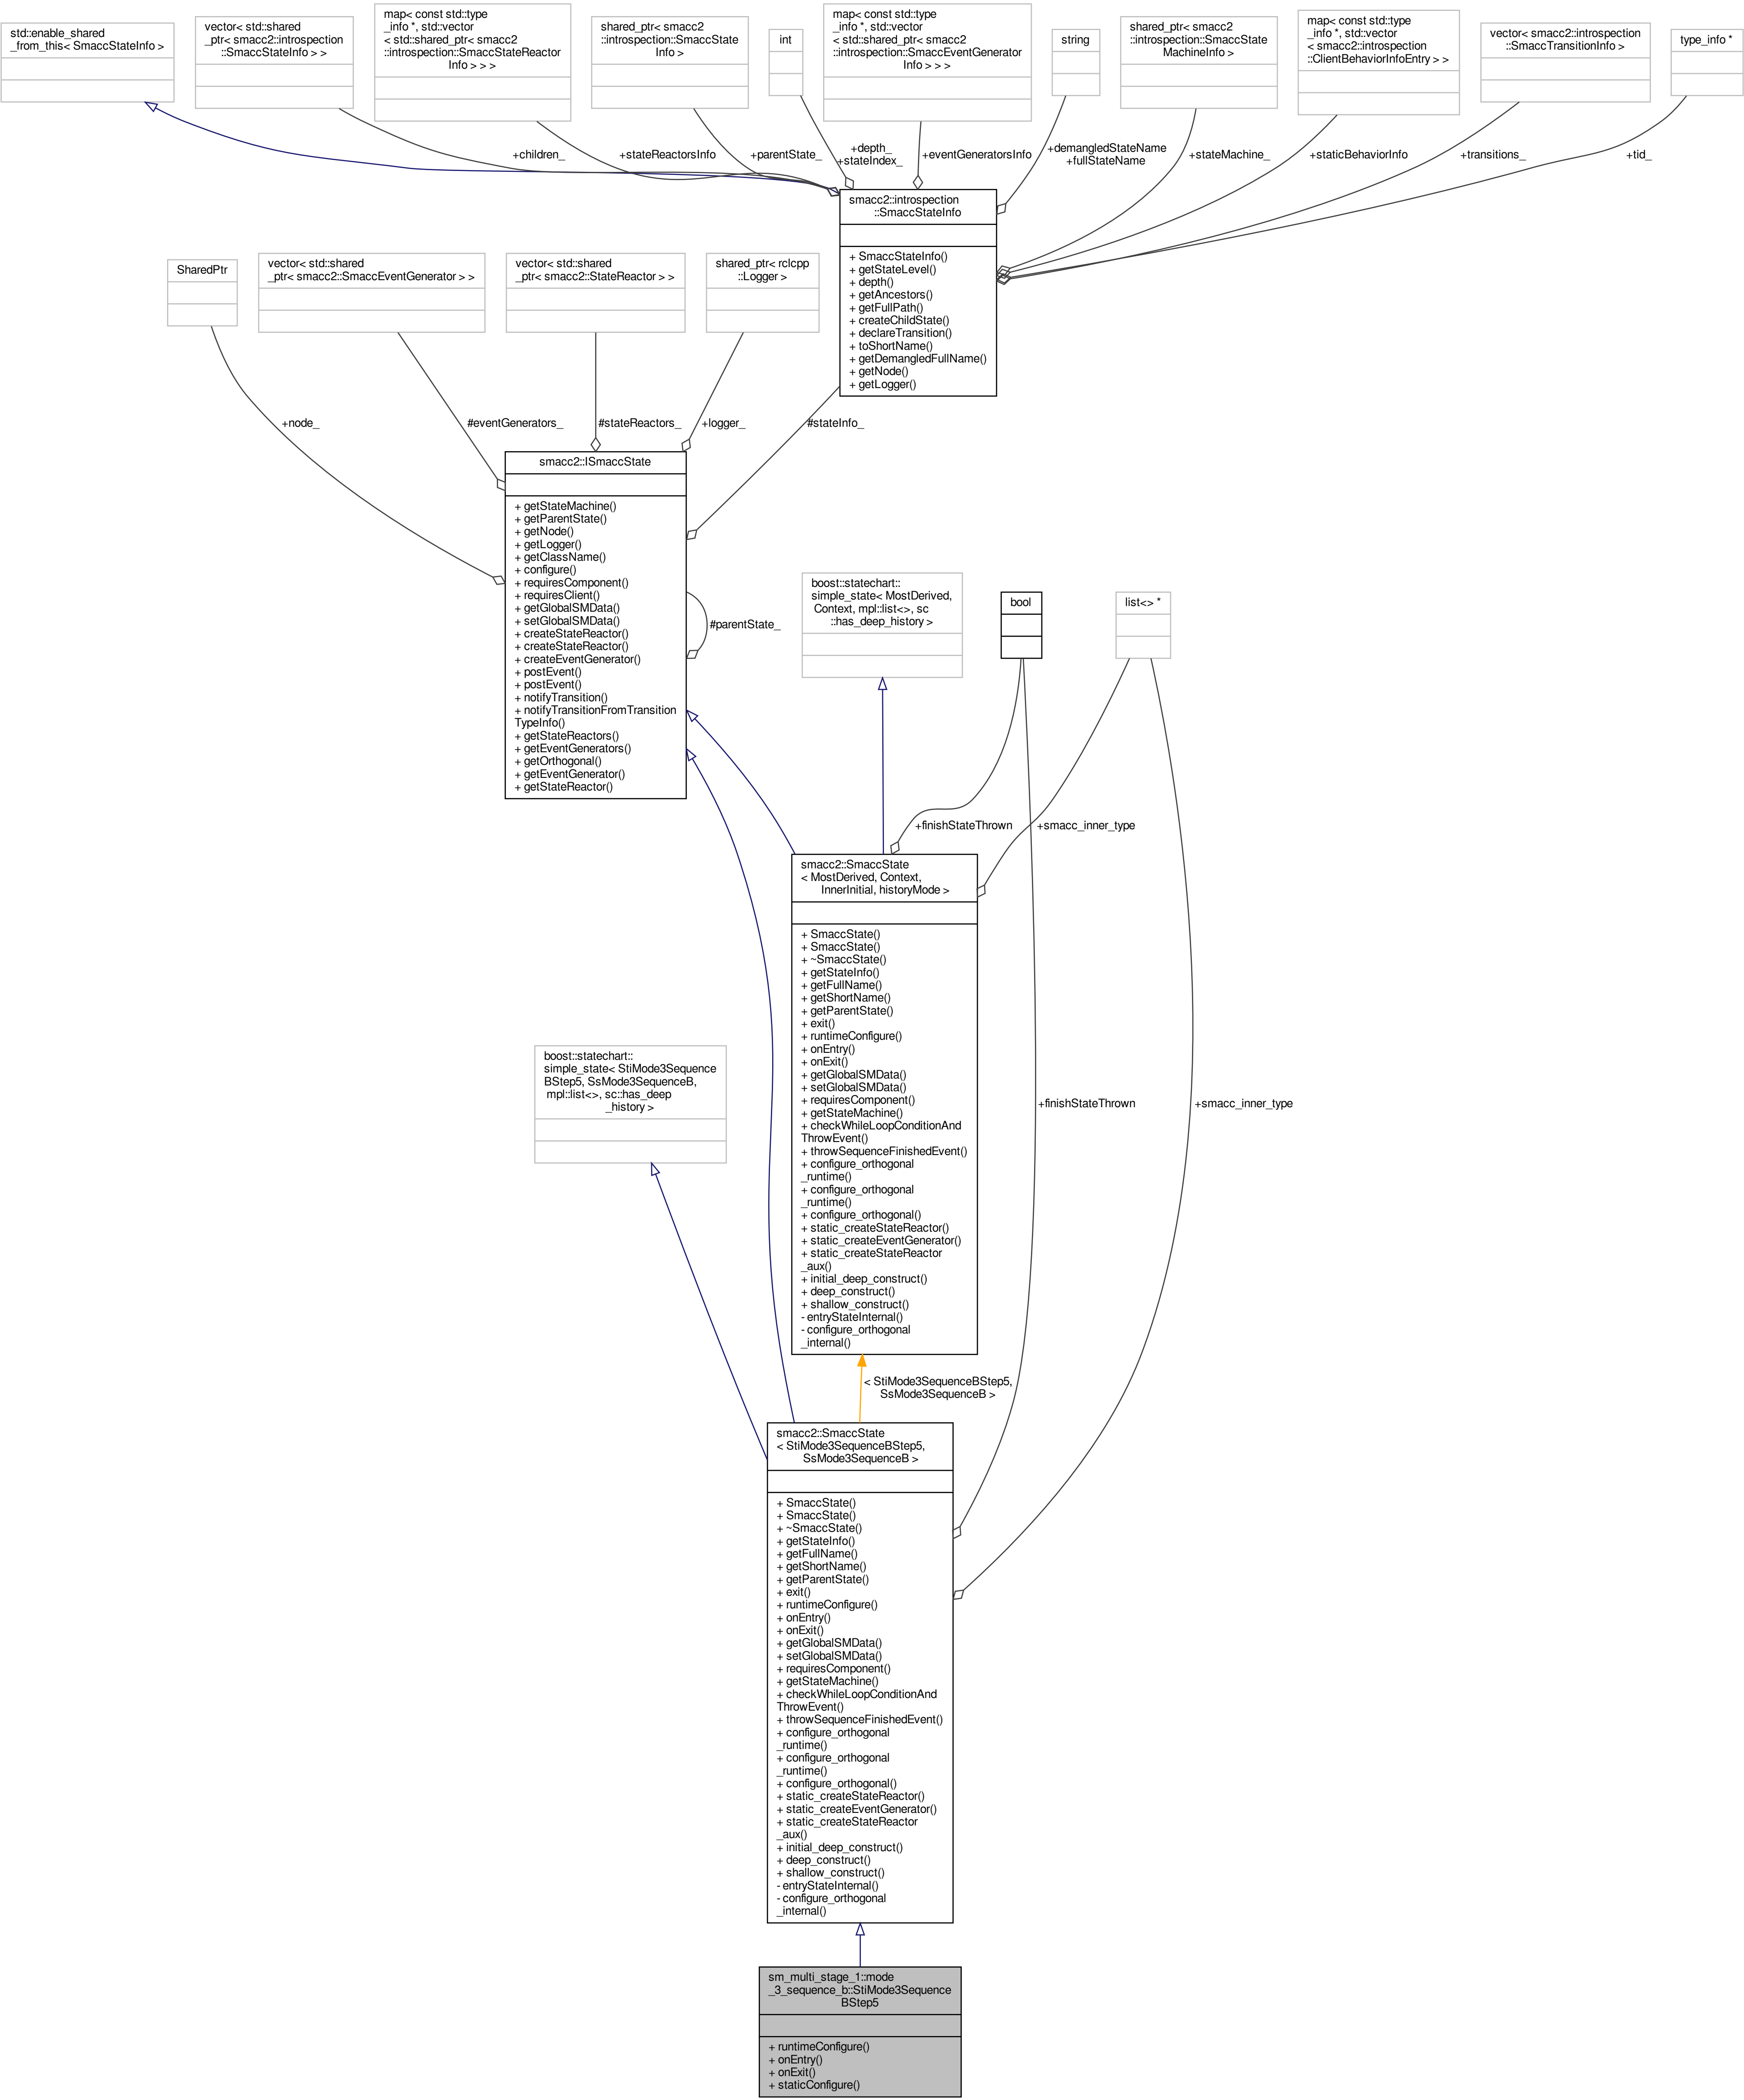 std::enable_shared
_from_this< SmaccStateInfo >
vector< std::shared
_ptr< smacc2::introspection
::SmaccStateInfo > >
map< const std::type
_info *, std::vector
< std::shared_ptr< smacc2
::introspection::SmaccStateReactor
Info > > >
shared_ptr< smacc2
::introspection::SmaccState
Info >
int
map< const std::type
_info *, std::vector
< std::shared_ptr< smacc2
::introspection::SmaccEventGenerator
Info > > >
string
shared_ptr< smacc2
::introspection::SmaccState
MachineInfo >
map< const std::type
_info *, std::vector
< smacc2::introspection
::ClientBehaviorInfoEntry > >
vector< smacc2::introspection
::SmaccTransitionInfo >
type_info *
+children_
+stateReactorsInfo
+parentState_
+depth_
+stateIndex_
+eventGeneratorsInfo
+demangledStateName
+fullStateName
+stateMachine_
+staticBehaviorInfo
+transitions_
+tid_
smacc2::introspection
::SmaccStateInfo
+ SmaccStateInfo()
+ getStateLevel()
+ depth()
+ getAncestors()
+ getFullPath()
+ createChildState()
+ declareTransition()
+ toShortName()
+ getDemangledFullName()
+ getNode()
+ getLogger()
SharedPtr
vector< std::shared
_ptr< smacc2::SmaccEventGenerator > >
vector< std::shared
_ptr< smacc2::StateReactor > >
shared_ptr< rclcpp
::Logger >
+node_
#eventGenerators_
#stateReactors_
+logger_
#stateInfo_
smacc2::ISmaccState
+ getStateMachine()
+ getParentState()
+ getNode()
+ getLogger()
+ getClassName()
+ configure()
+ requiresComponent()
+ requiresClient()
+ getGlobalSMData()
+ setGlobalSMData()
+ createStateReactor()
+ createStateReactor()
+ createEventGenerator()
+ postEvent()
+ postEvent()
+ notifyTransition()
+ notifyTransitionFromTransition
TypeInfo()
+ getStateReactors()
+ getEventGenerators()
+ getOrthogonal()
+ getEventGenerator()
+ getStateReactor()
#parentState_
boost::statechart::
simple_state< MostDerived,
Context, mpl::list<>, sc
::has_deep_history >
bool
list<> *
+finishStateThrown
+smacc_inner_type
smacc2::SmaccState
< MostDerived, Context,
InnerInitial, historyMode >
+ SmaccState()
+ SmaccState()
+ ~SmaccState()
+ getStateInfo()
+ getFullName()
+ getShortName()
+ getParentState()
+ exit()
+ runtimeConfigure()
+ onEntry()
+ onExit()
+ getGlobalSMData()
+ setGlobalSMData()
+ requiresComponent()
+ getStateMachine()
+ checkWhileLoopConditionAnd
ThrowEvent()
+ throwSequenceFinishedEvent()
+ configure_orthogonal
_runtime()
+ configure_orthogonal
_runtime()
+ configure_orthogonal()
+ static_createStateReactor()
+ static_createEventGenerator()
+ static_createStateReactor
_aux()
+ initial_deep_construct()
+ deep_construct()
+ shallow_construct()
- entryStateInternal()
- configure_orthogonal
_internal()
boost::statechart::
simple_state< StiMode3Sequence
BStep5, SsMode3SequenceB,
mpl::list<>, sc::has_deep
_history >
+finishStateThrown
+smacc_inner_type
< StiMode3SequenceBStep5,
SsMode3SequenceB >
smacc2::SmaccState
< StiMode3SequenceBStep5,
SsMode3SequenceB >
+ SmaccState()
+ SmaccState()
+ ~SmaccState()
+ getStateInfo()
+ getFullName()
+ getShortName()
+ getParentState()
+ exit()
+ runtimeConfigure()
+ onEntry()
+ onExit()
+ getGlobalSMData()
+ setGlobalSMData()
+ requiresComponent()
+ getStateMachine()
+ checkWhileLoopConditionAnd
ThrowEvent()
+ throwSequenceFinishedEvent()
+ configure_orthogonal
_runtime()
+ configure_orthogonal
_runtime()
+ configure_orthogonal()
+ static_createStateReactor()
+ static_createEventGenerator()
+ static_createStateReactor
_aux()
+ initial_deep_construct()
+ deep_construct()
+ shallow_construct()
- entryStateInternal()
- configure_orthogonal
_internal()
sm_multi_stage_1::mode
_3_sequence_b::StiMode3Sequence
BStep5
+ runtimeConfigure()
+ onEntry()
+ onExit()
+ staticConfigure()